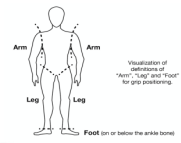 Arm
Arm
Visualization of
definitions of
"Arm", "Leg" and "Foot"
for grip positioning.
Leg
Leg
Foot (on or below the ankle bone)